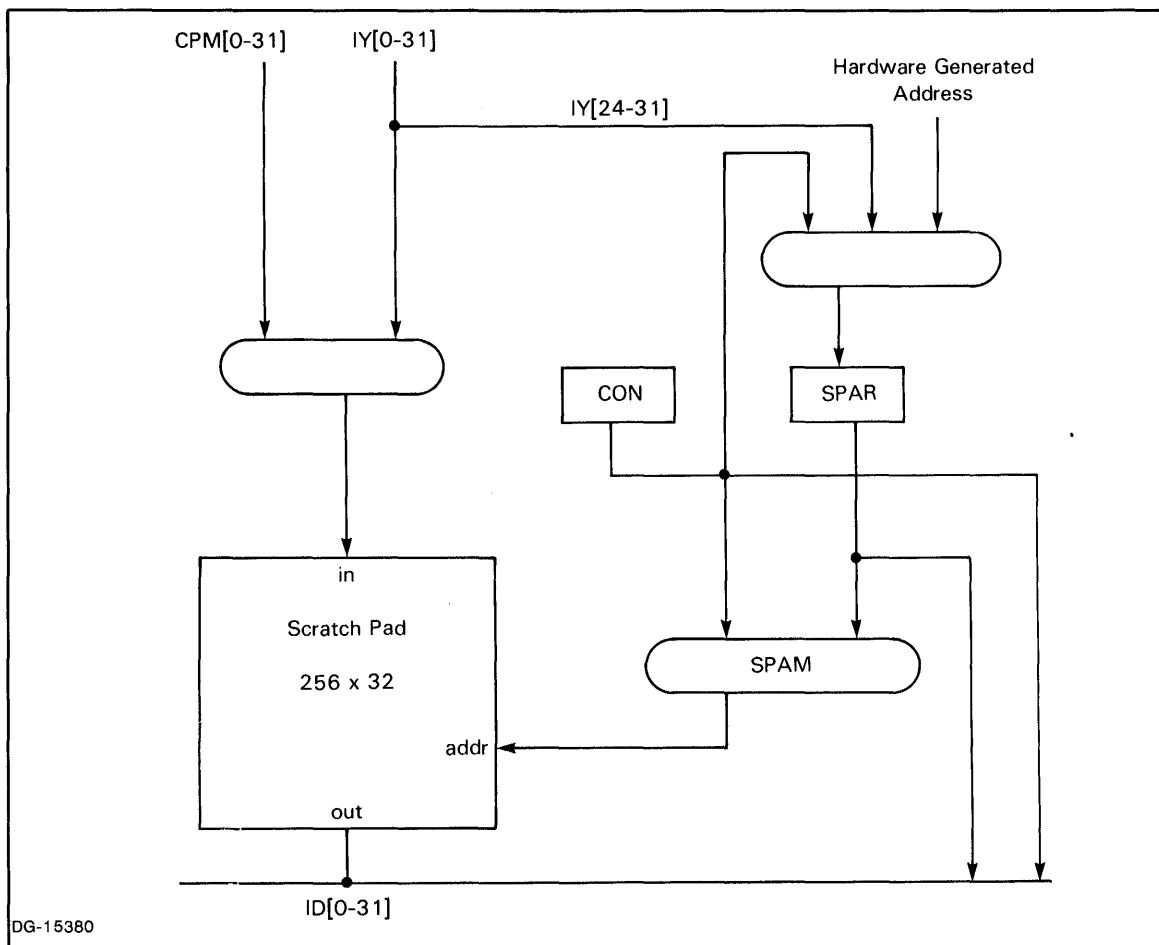 CPM[0-31]
IY[0-31]
Hardware Generated
Address
IY[24-31]
CON
SPAR
in
Scratch Pad
256 x 32
SPAM
addr
out
ID[0-31]
DG-15380